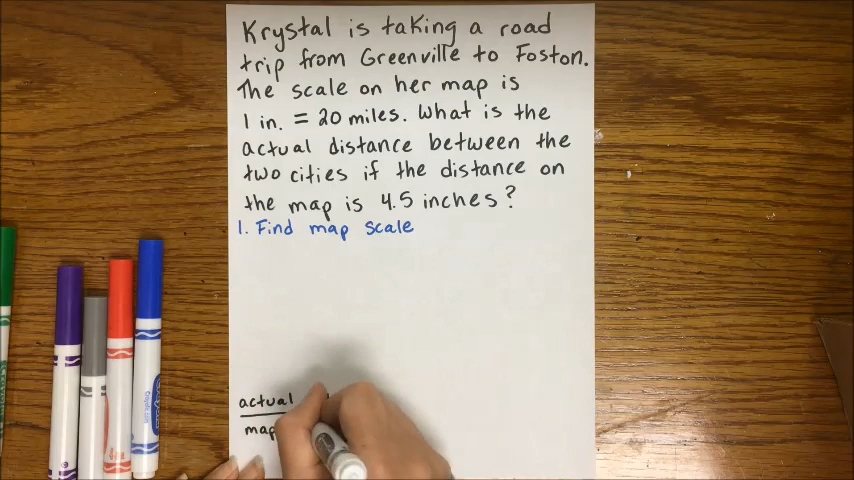 Krystal is taking a road
trip from Greenville to Foston.
The scale on her map is
1 in. = 20 miles. What is the
actual distance between the
two cities if the distance on
the map is 4.5 inches?
1. Find map scale
actual
map